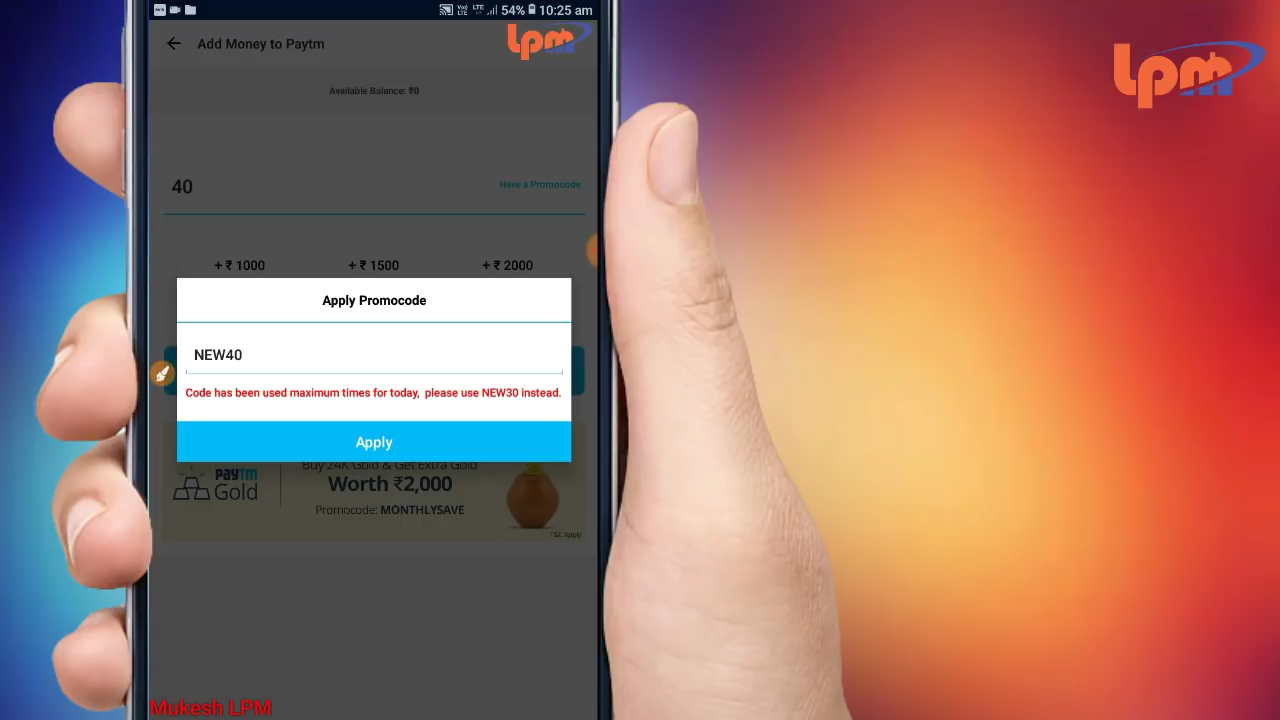 54% 10:25 am
Add Money to Paytm
lpm
lpm
Available Balance: ₹0
40
Have a Promocode
+ ₹ 1000 + ₹ 1500 + ₹ 2000
Apply Promocode
NEW40
Code has been used maximum times for today, please use NEW30 instead.
Apply
Buy 24K Gold & Get Extra Gold
paytm
Gold
Worth ₹2,000
Promocode: MONTHLYSAVE
T&C Apply
Mukesh LPM